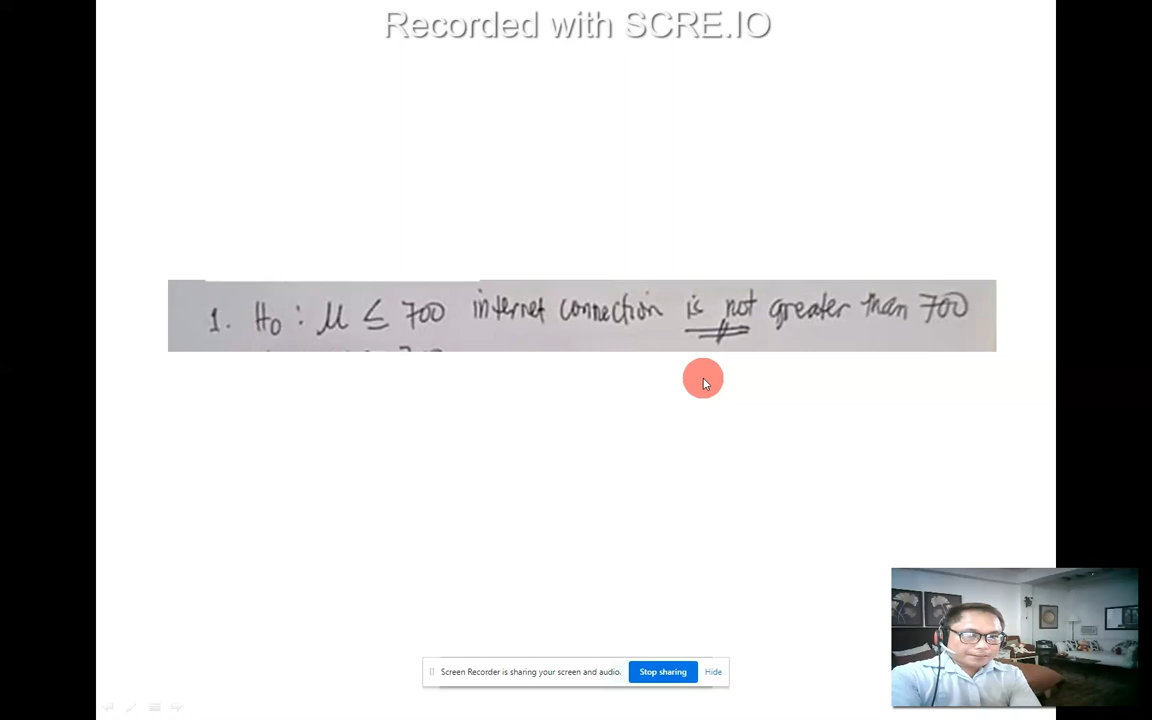 Recorded with SCRE.IO
1. H₀ : μ ≤ 700 internet connection is not greater than 700
Screen Recorder is sharing your screen and audio. Stop sharing Hide